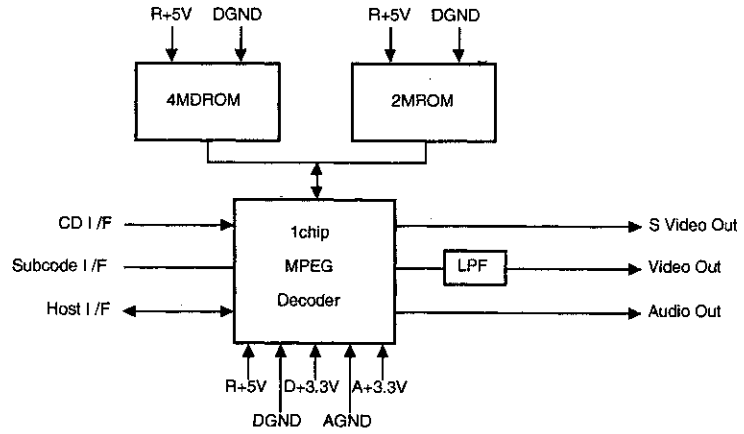 R+5V DGND R+5V DGND
4MDROM 2MROM
CD I /F 1chip S Video Out
Subcode I /F MPEG LPF Video Out
Host I /F Decoder Audio Out
R+5V D+3.3V A+3.3V
DGND AGND